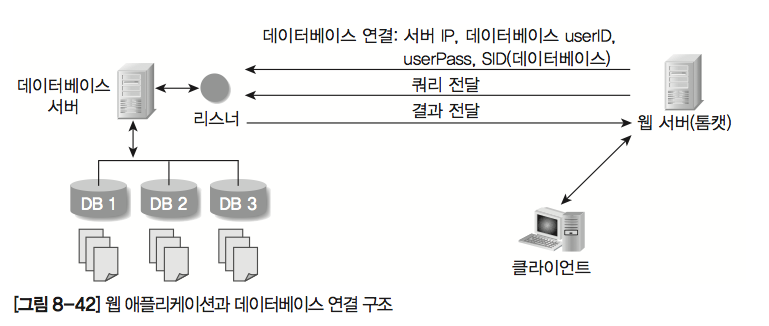 데이터베이스 연결: 서버 IP, 데이터베이스 userID,
userPass, SID(데이터베이스)
데이터베이스
서버
쿼리 전달
리스너
결과 전달
웹 서버(톰캣)
DB 1
DB 2
DB 3
클라이언트
[그림 8-42] 웹 애플리케이션과 데이터베이스 연결 구조